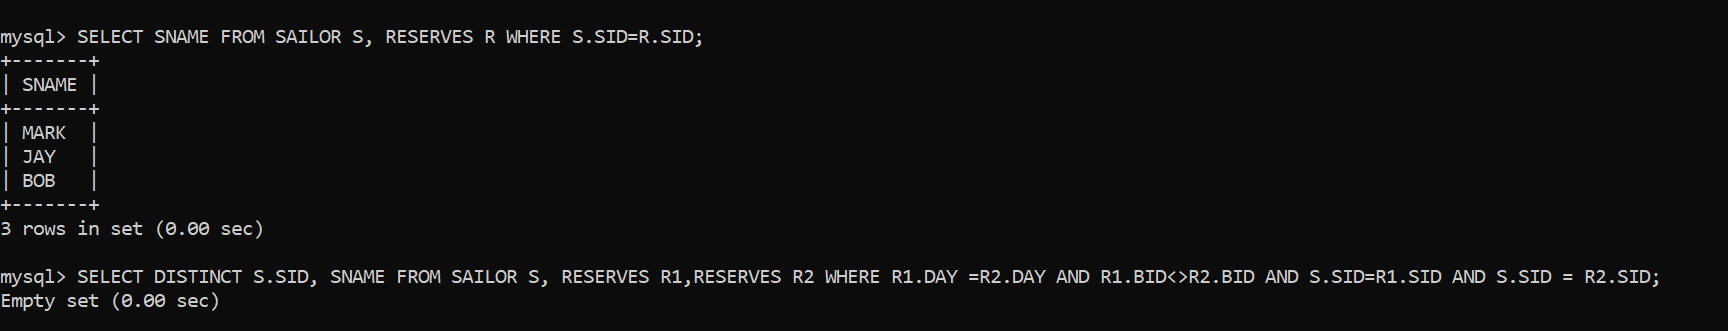 mysql> SELECT SNAME FROM SAILOR S, RESERVES R WHERE S.SID=R.SID;
+-------+
| SNAME |
+-------+
| MARK  |
| JAY   |
| BOB   |
+-------+
3 rows in set (0.00 sec)
mysql> SELECT DISTINCT S.SID, SNAME FROM SAILOR S, RESERVES R1,RESERVES R2 WHERE R1.DAY =R2.DAY AND R1.BID<>R2.BID AND S.SID=R1.SID AND S.SID = R2.SID;
Empty set (0.00 sec)